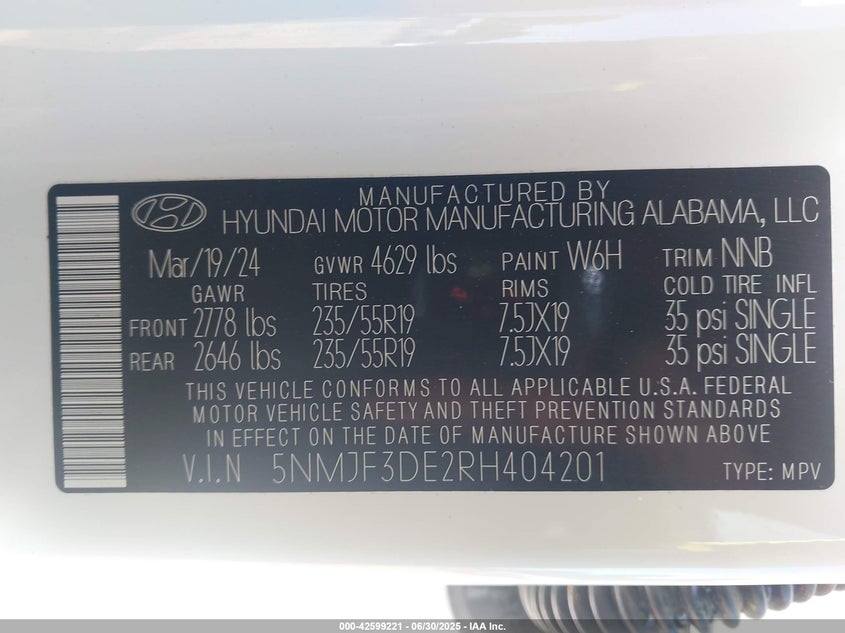 MANUFACTURED BY
HYUNDAI MOTOR MANUFACTURING ALABAMA, LLC
Mar/19/24 GVWR 4629 lbs PAINT W6H TRIM NNB
GAWR TIRES RIMS COLD TIRE INFL
FRONT 2778 lbs 235/55R19 7.5JX19 35 psi SINGLE
REAR 2646 lbs 235/55R19 7.5JX19 35 psi SINGLE
THIS VEHICLE CONFORMS TO ALL APPLICABLE U.S.A. FEDERAL
MOTOR VEHICLE SAFETY AND THEFT PREVENTION STANDARDS
IN EFFECT ON THE DATE OF MANUFACTURE SHOWN ABOVE
V.I.N 5NMJF3DE2RH404201 TYPE: MPV
000-42599221 - 06/30/2025 - IAA Inc.